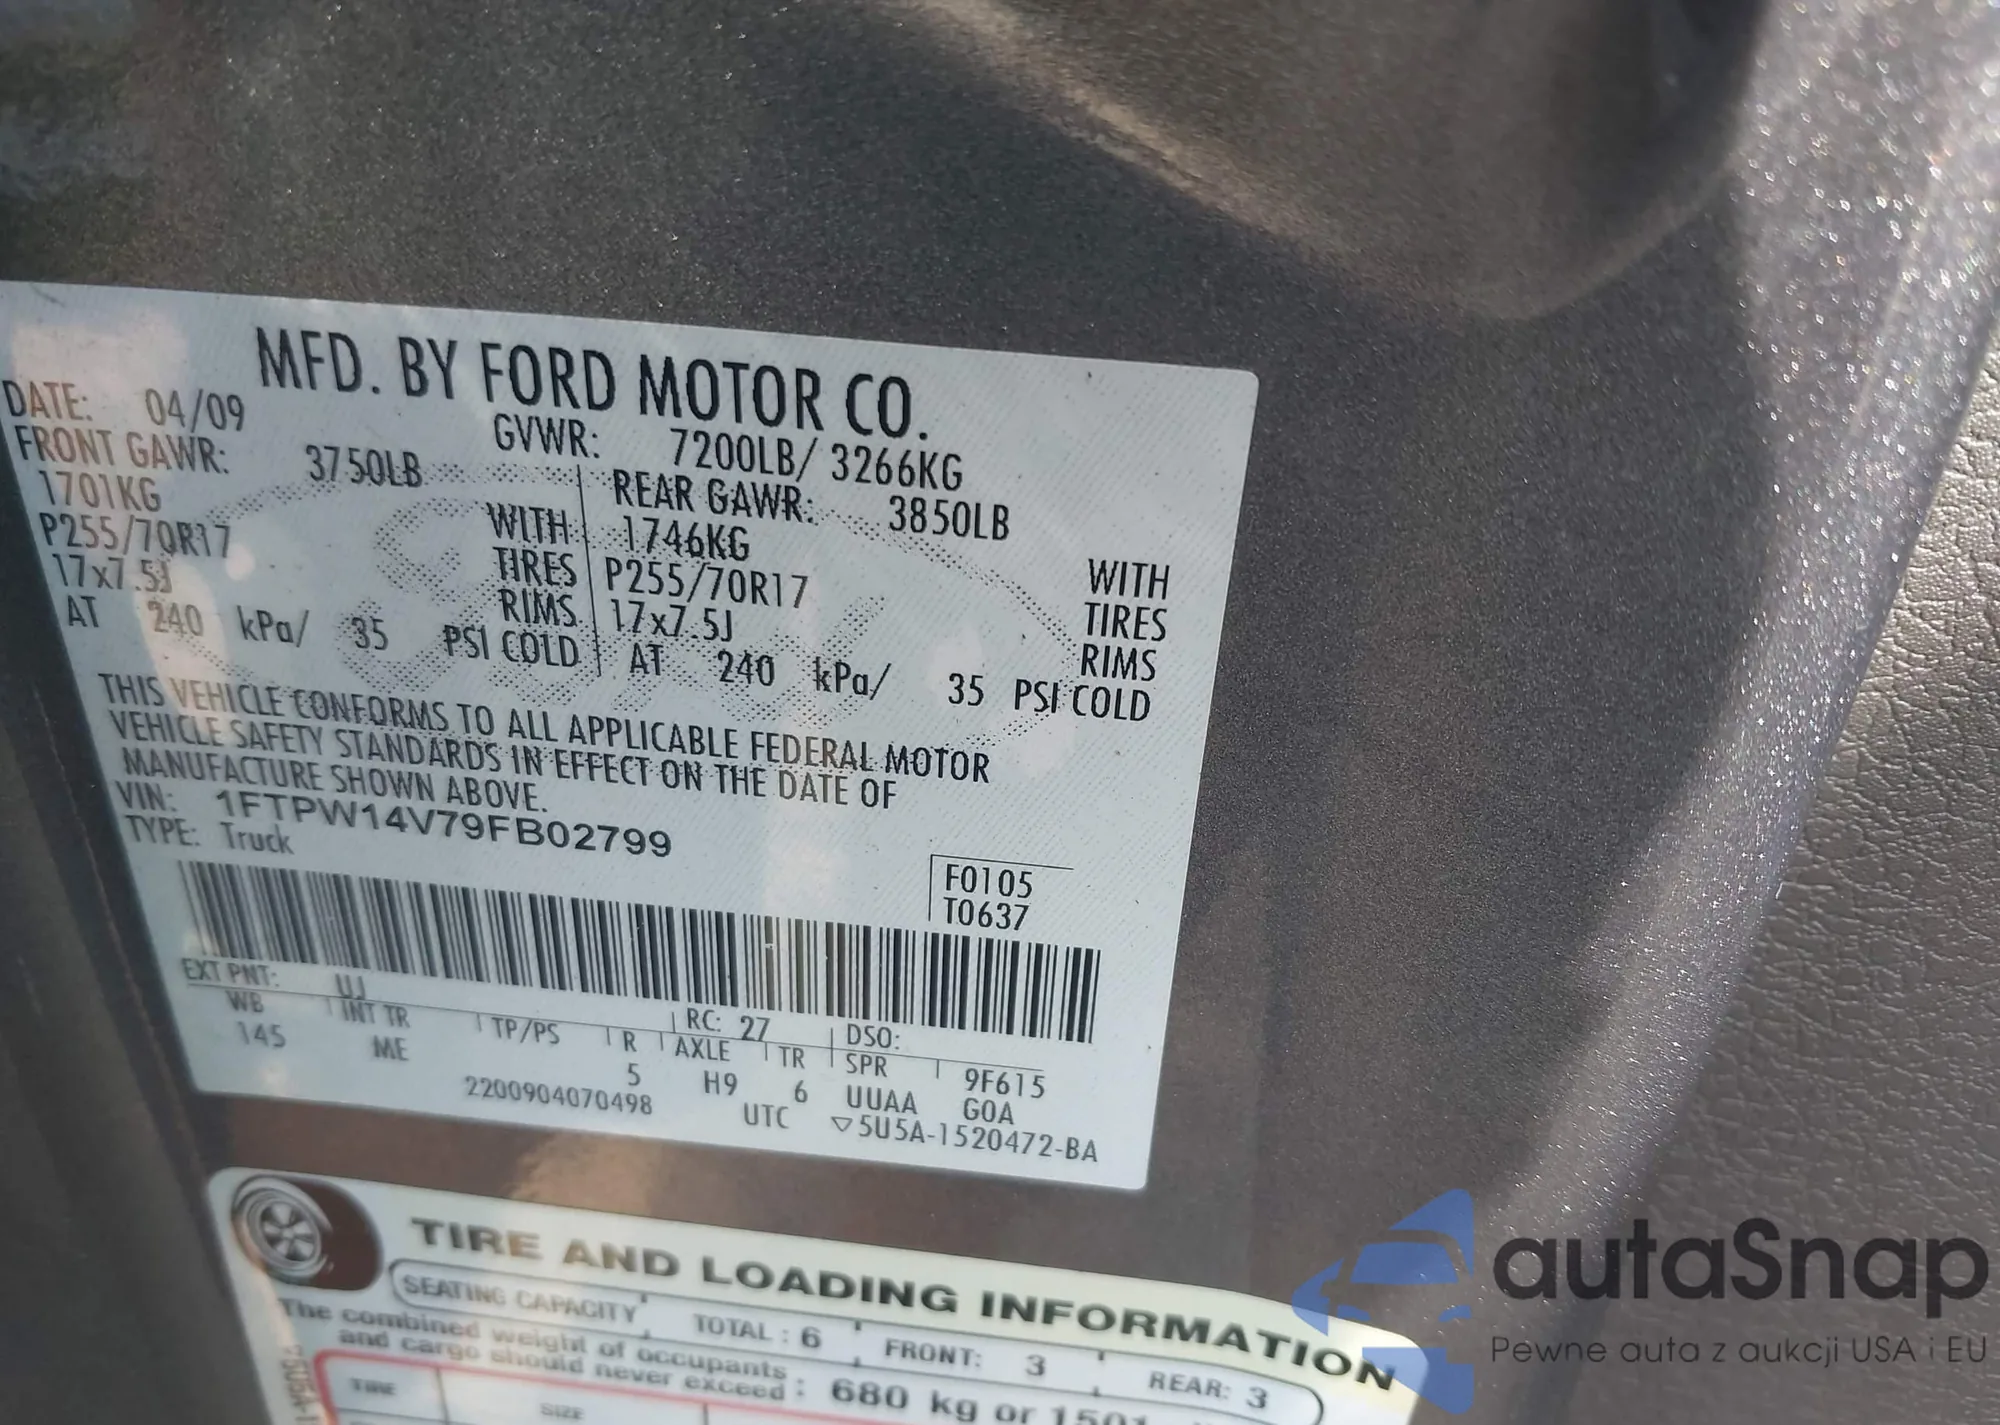 MFD. BY FORD MOTOR CO.
DATE: 04/09 GVWR: 7200LB/ 3266KG
FRONT GAWR: 3750LB REAR GAWR: 3850LB
1701KG WITH 1746KG WITH
P255/70R17 TIRES P255/70R17 TIRES
17x7.5J RIMS 17x7.5J RIMS
AT 240 kPa/ 35 PSI COLD AT 240 kPa/ 35 PSI COLD
THIS VEHICLE CONFORMS TO ALL APPLICABLE FEDERAL MOTOR
VEHICLE SAFETY STANDARDS IN EFFECT ON THE DATE OF
MANUFACTURE SHOWN ABOVE.
VIN: 1FTPW14V79FB02799
TYPE: Truck
F0105
T0637
EXT PNT: UJ RC: 27 DSO:
WB INT TR TP/PS R AXLE TR SPR 9F615
145 ME 5 H9 6 UUAA G0A
2200904070498 UTC ▽5U5A-1520472-BA
TIRE AND LOADING INFORMATION
SEATING CAPACITY TOTAL : 6 FRONT: 3 REAR: 3
The combined weight of occupants
and cargo should never exceed : 680 kg or 1501
TIRE SIZE
autaSnap
Pewne auta z aukcji USA i EU